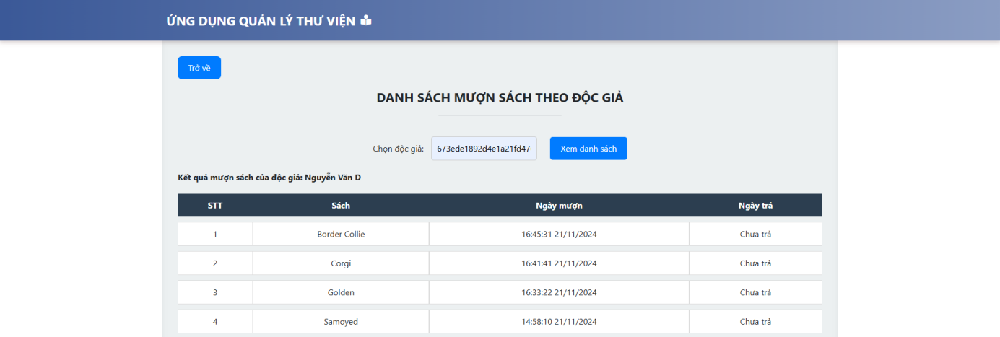 ỨNG DỤNG QUẢN LÝ THƯ VIỆN
Trở về
DANH SÁCH MƯỢN SÁCH THEO ĐỘC GIẢ
Chọn độc giả: 673ede1892d4e1a21fd47 Xem danh sách
Kết quả mượn sách của độc giả: Nguyễn Văn D
STT Sách Ngày mượn Ngày trả
1 Border Collie 16:45:31 21/11/2024 Chưa trả
2 Corgi 16:41:41 21/11/2024 Chưa trả
3 Golden 16:33:22 21/11/2024 Chưa trả
4 Samoyed 14:58:10 21/11/2024 Chưa trả